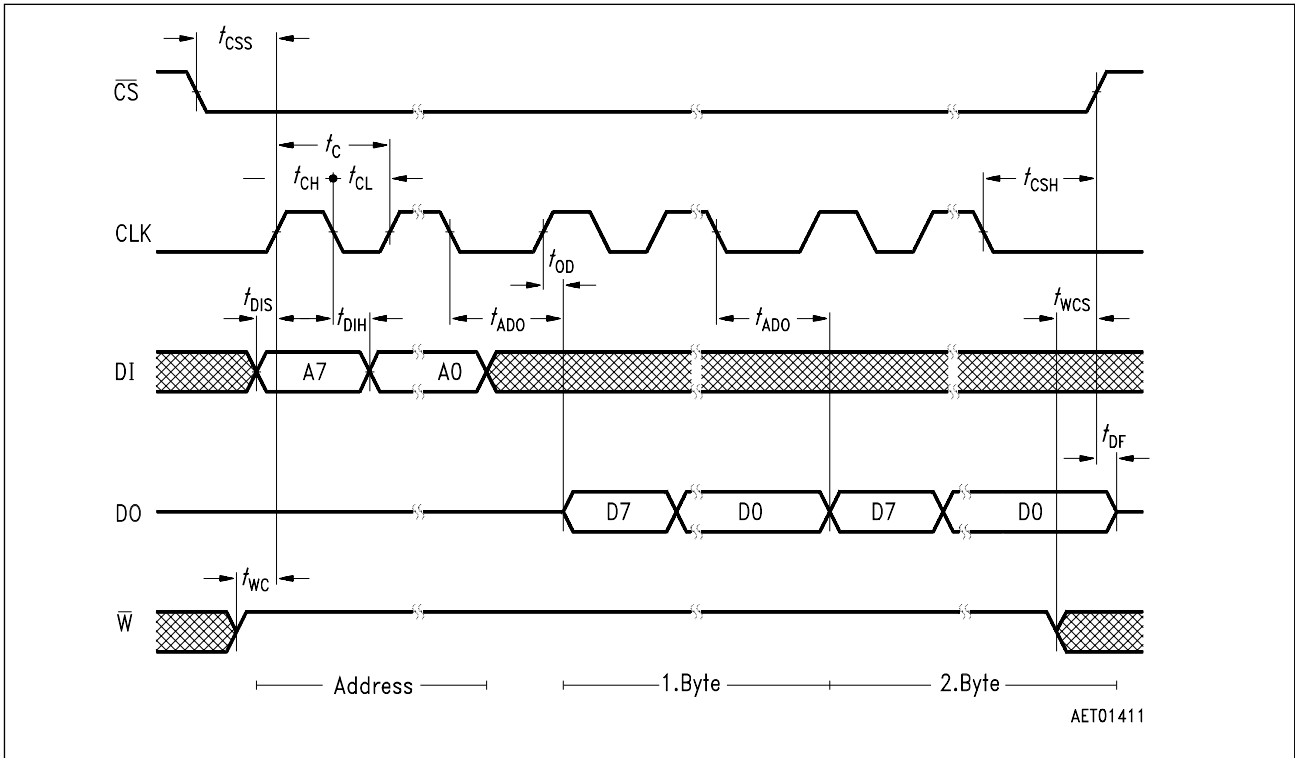 tCSS
CS
tC
tCH tCL
tCSH
CLK
tOD
tDIS
tDIH
tADO
tADO
tWCS
DI
A7
A0
tDF
DO
D7
D0
D7
D0
tWC
W
Address
1.Byte
2.Byte
AET01411